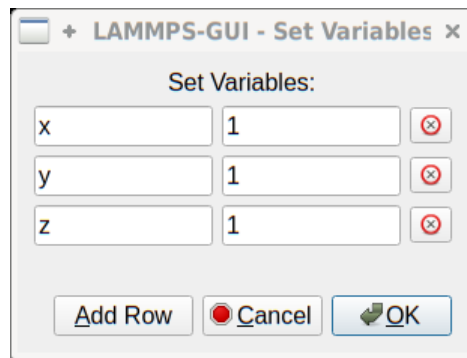 + LAMMPS-GUI - Set Variables ×
Set Variables:
x 1
y 1
z 1
Add Row Cancel OK